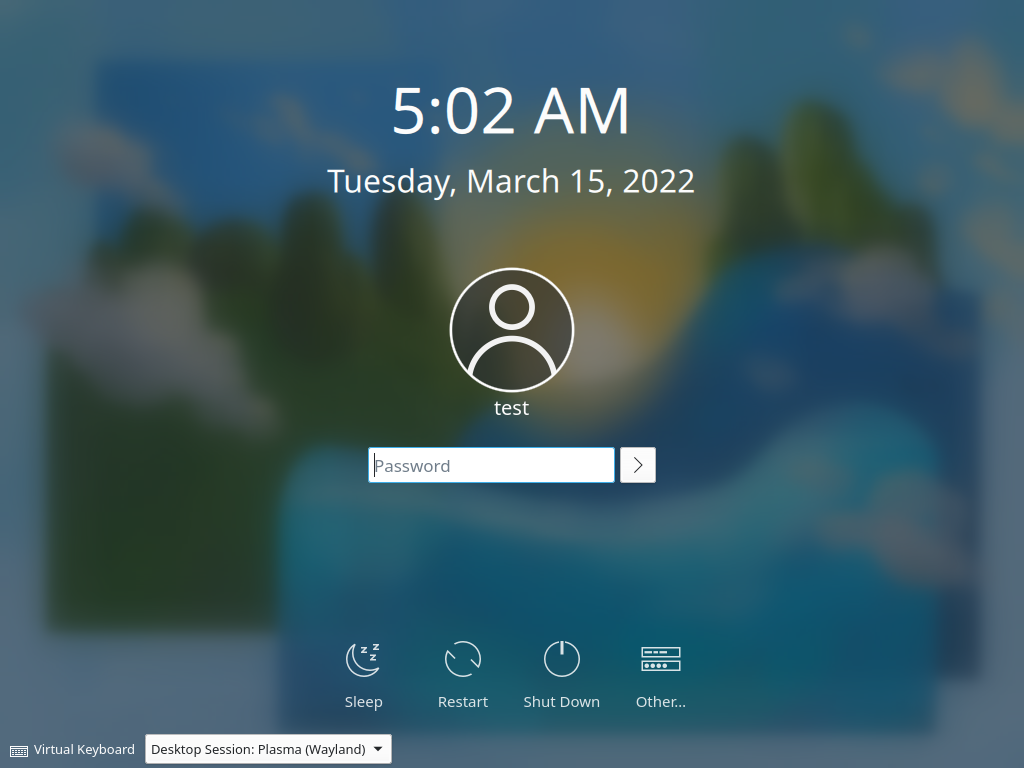 5:02 AM
Tuesday, March 15, 2022
test
Password
Sleep
Restart
Shut Down
Other...
Virtual Keyboard
Desktop Session: Plasma (Wayland)